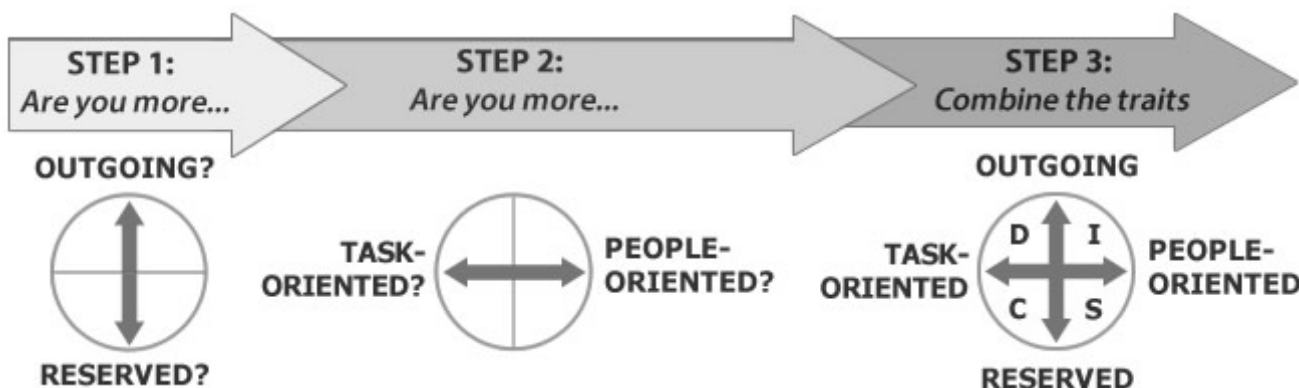 STEP 1:
Are you more...
OUTGOING?
RESERVED?
STEP 2:
Are you more...
TASK-
ORIENTED?
PEOPLE-
ORIENTED?
STEP 3:
Combine the traits
OUTGOING
TASK-
ORIENTED
D I
C S
PEOPLE-
ORIENTED
RESERVED